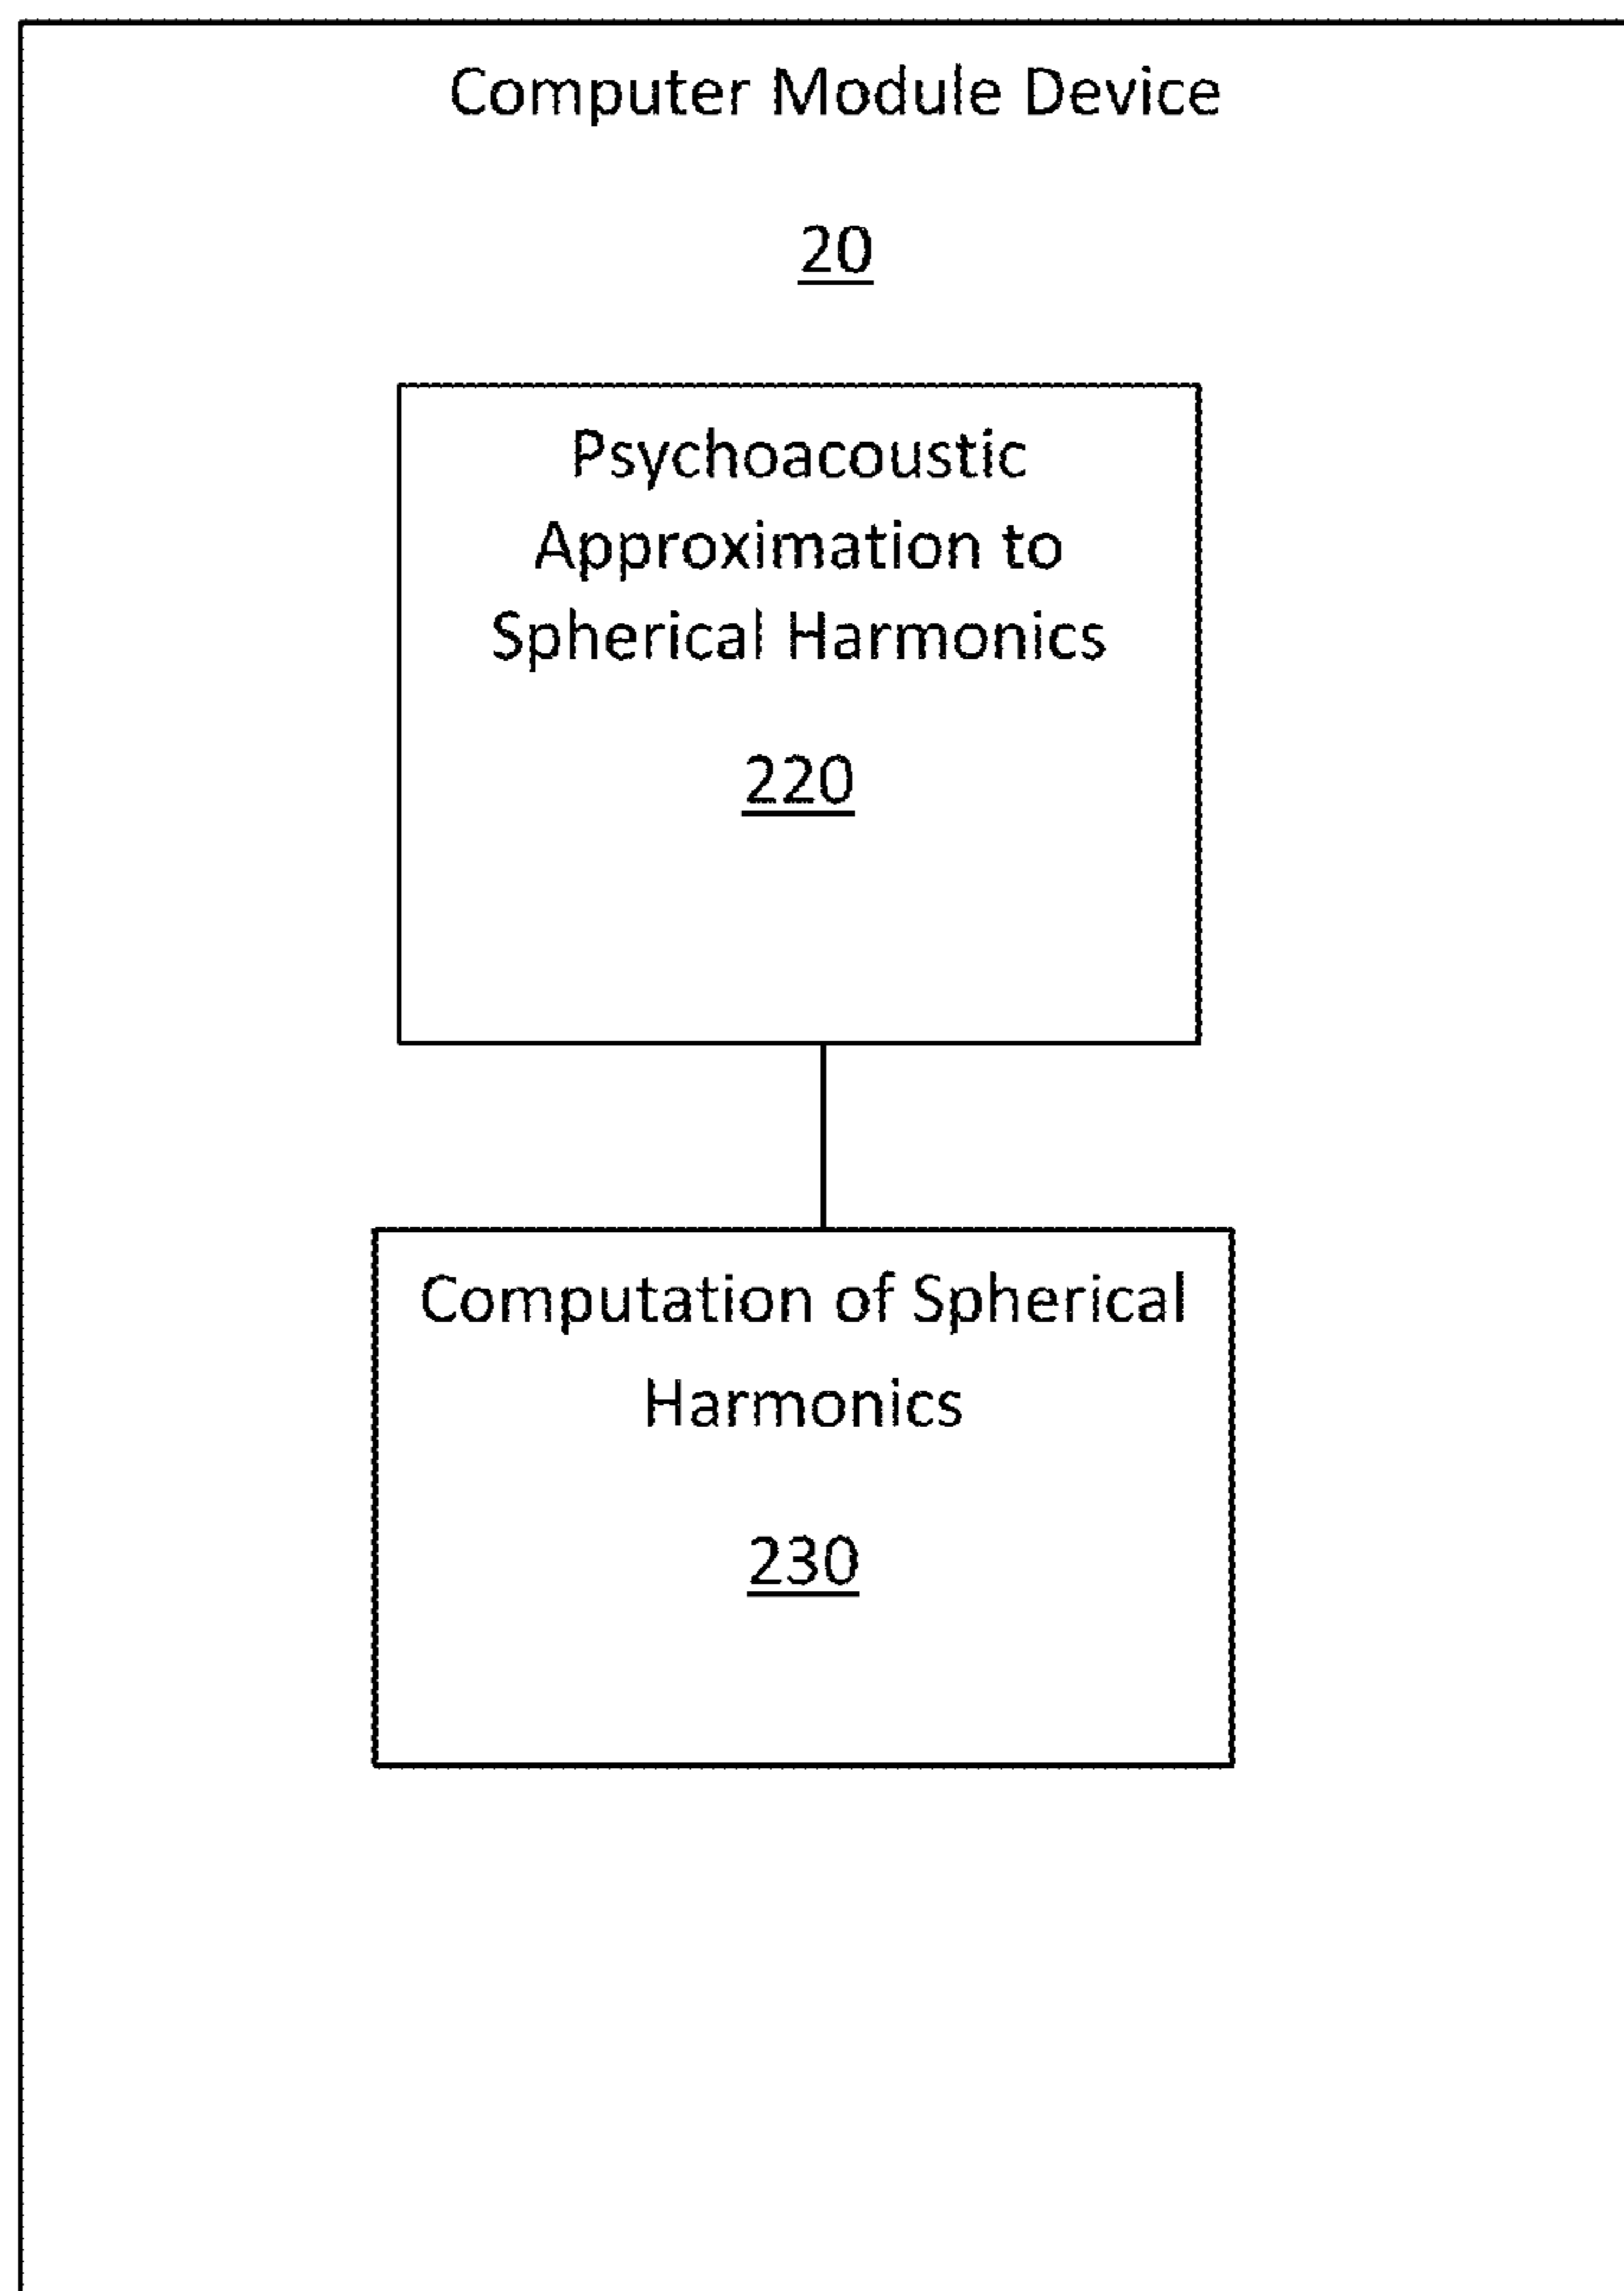 Computer Module Device
20
Psychoacoustic
Approximation to
Spherical Harmonics
220
Computation of Spherical
Harmonics
230